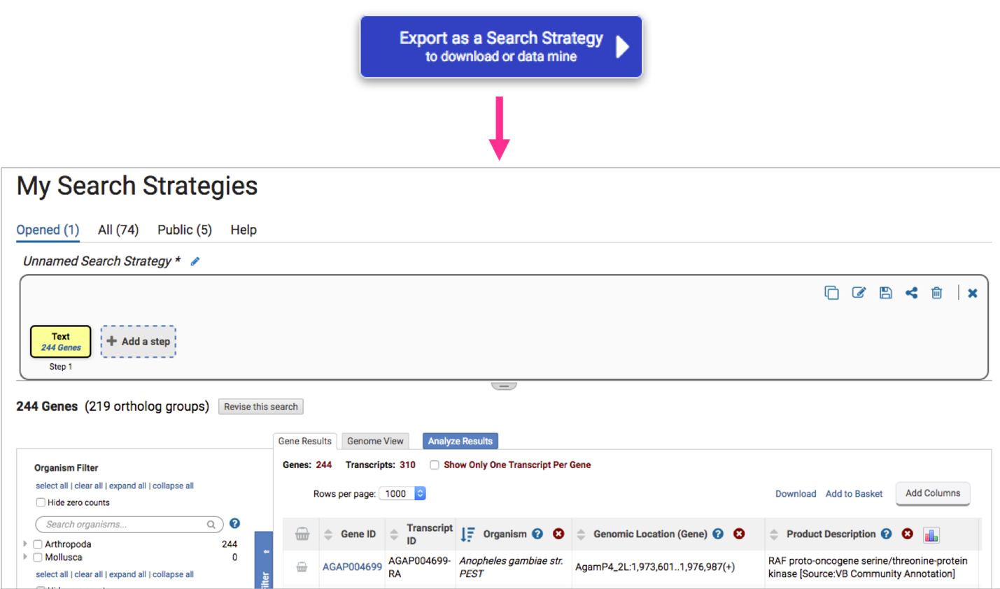 Export as a Search Strategy
to download or data mine
My Search Strategies
Opened (1) All (74) Public (5) Help
Unnamed Search Strategy *
Text
244 Genes
+ Add a step
Step 1
244 Genes (219 ortholog groups) Revise this search
Gene Results Genome View Analyze Results
Organism Filter
select all | clear all | expand all | collapse all
Hide zero counts
Search organisms...
Arthropoda 244
Mollusca 0
select all | clear all | expand all | collapse all
Genes: 244 Transcripts: 310 Show Only One Transcript Per Gene
Rows per page: 1000 Download Add to Basket Add Columns
Gene ID Transcript ID Organism Genomic Location (Gene) Product Description
AGAP004699 AGAP004699-RA Anopheles gambiae str. PEST AgamP4_2L:1,973,601..1,976,987(+) RAF proto-oncogene serine/threonine-protein kinase [Source:VB Community Annotation]